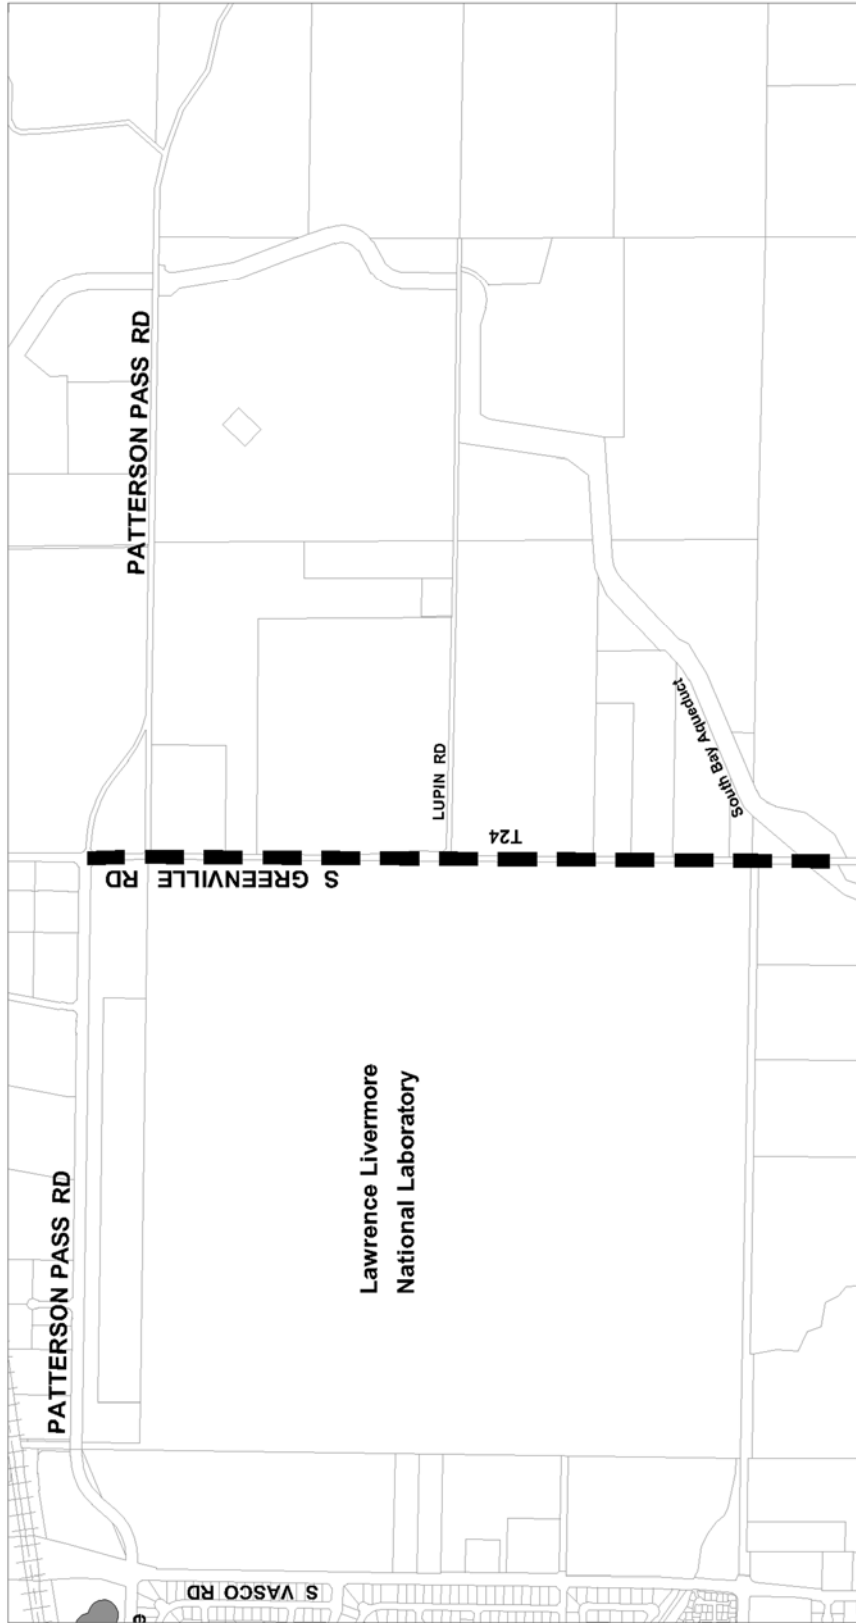 PATTERSON PASS RD
LUPIN RD
South Bay Aqueduct
T24
S GREENVILLE RD
Lawrence Livermore
National Laboratory
PATTERSON PASS RD
S VASCO RD
e